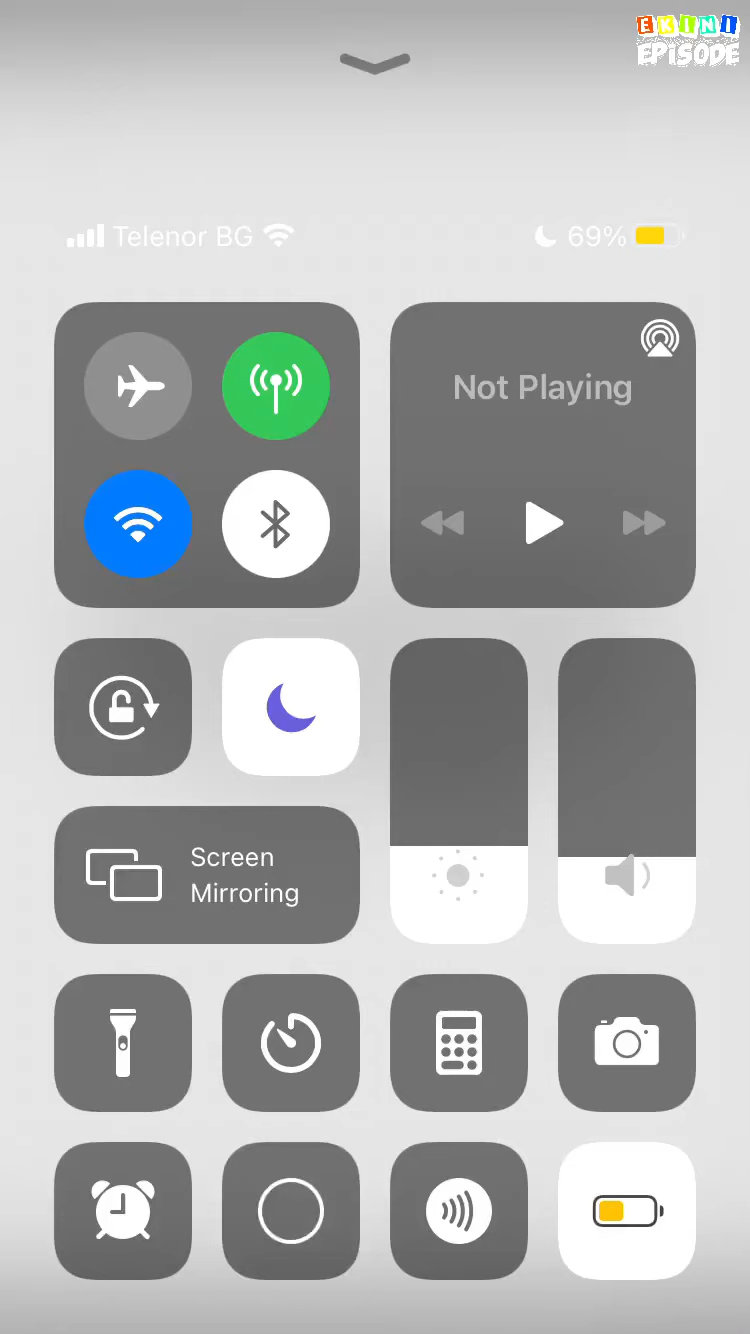 EKINI
EPISODE
Telenor BG
69%
Not Playing
Screen
Mirroring